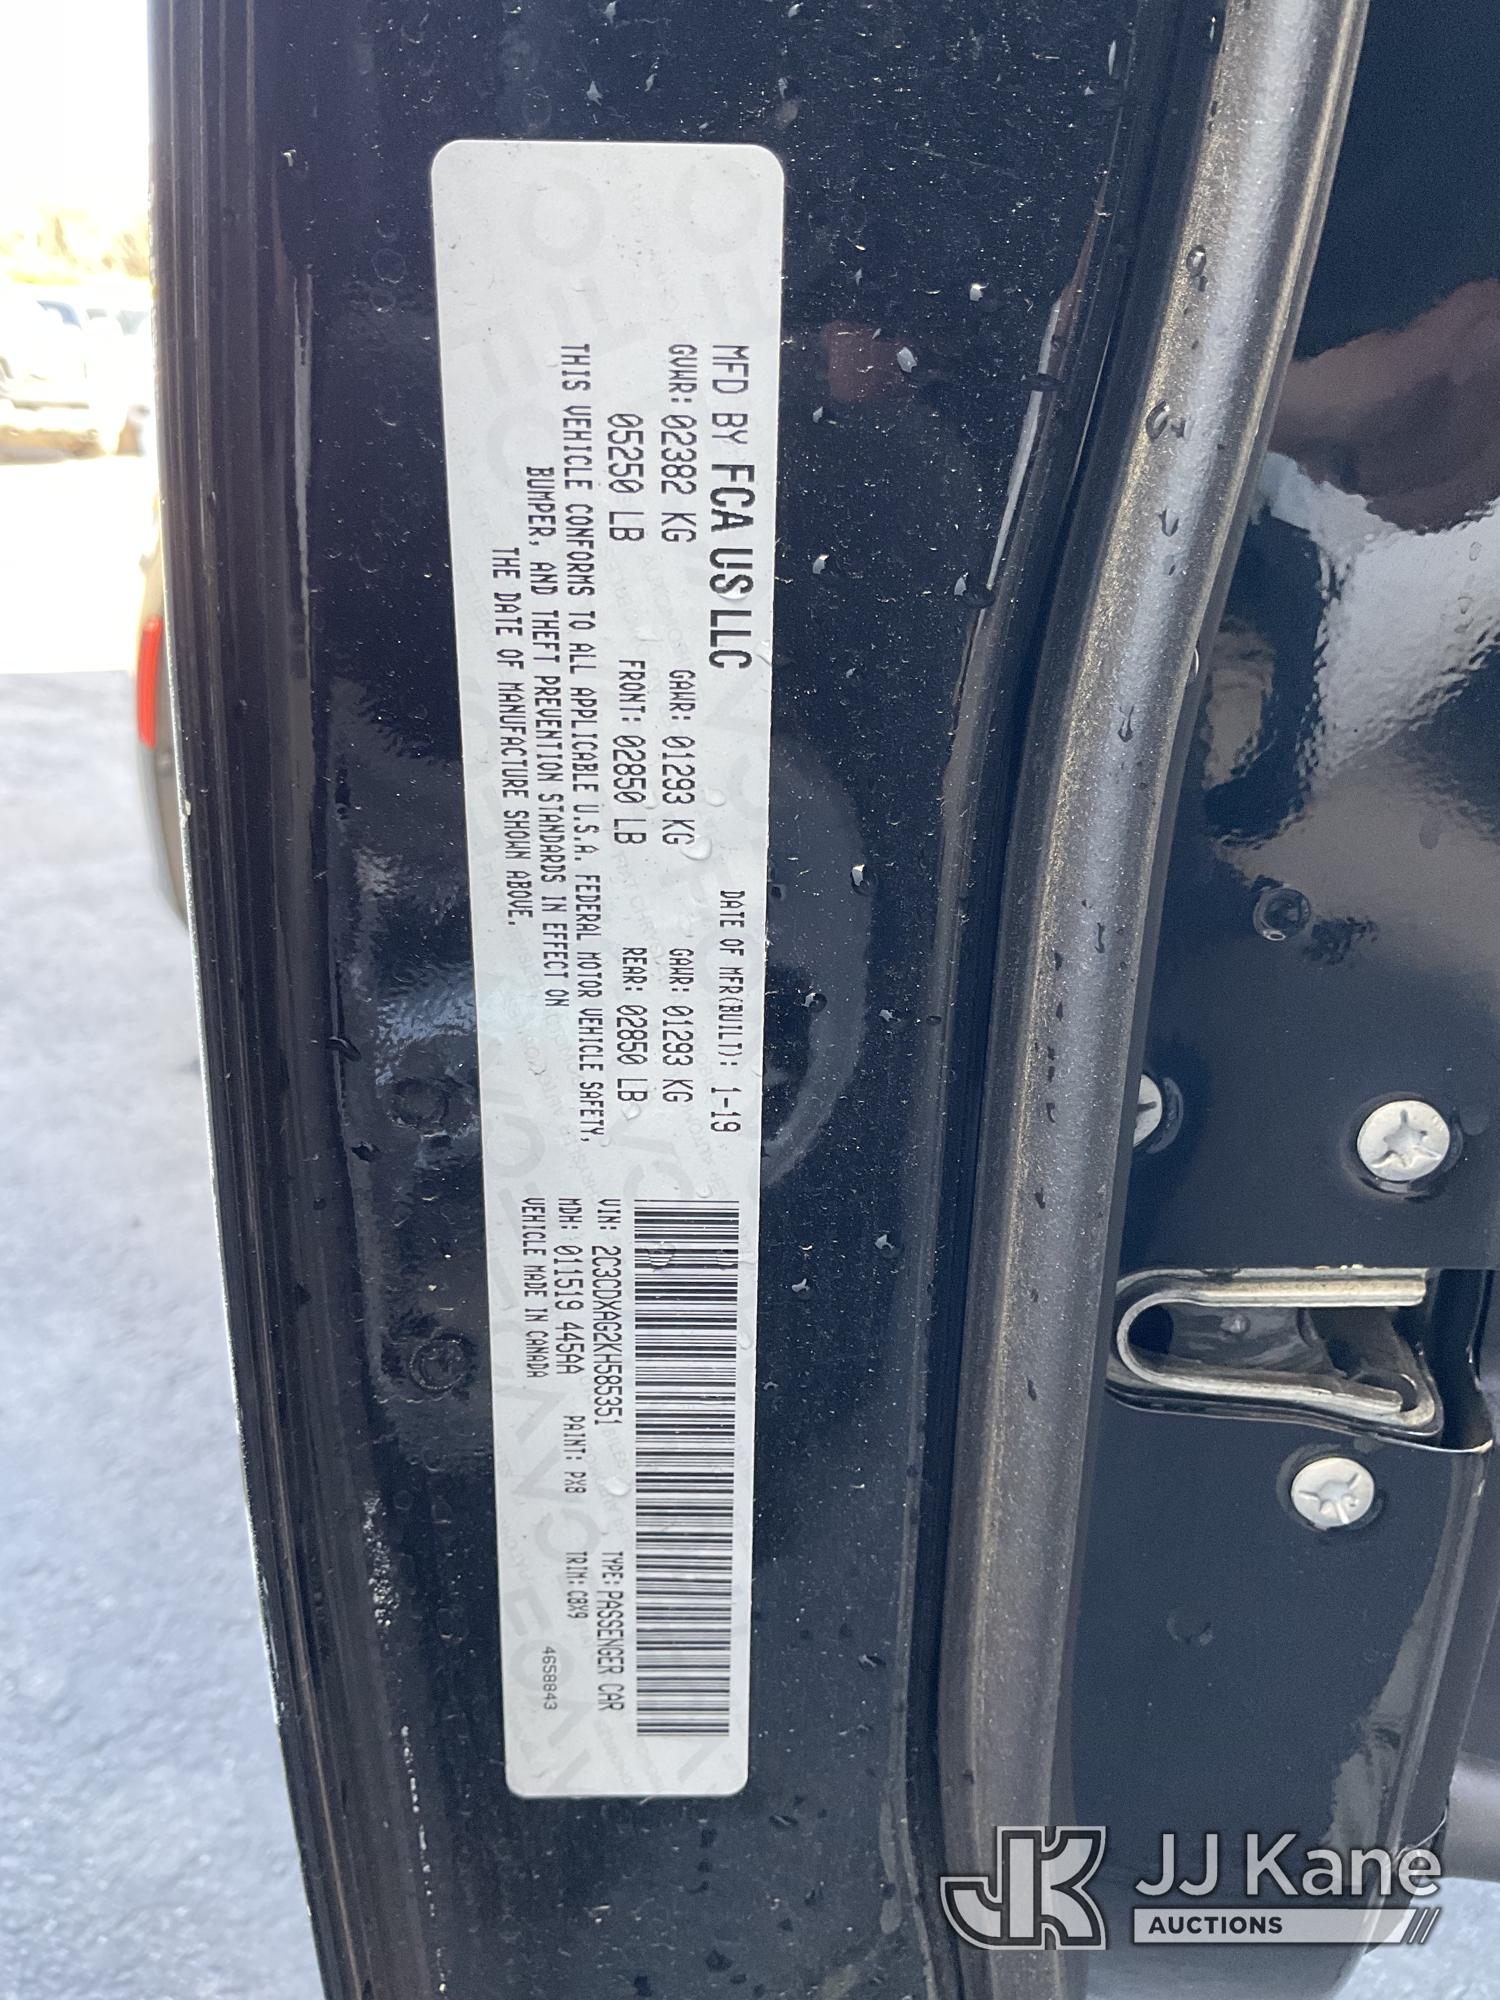 MFD BY FCA US LLC
DATE OF MFR(BUILT): 1-19
GVWR: 02382 KG GAWR: 01293 KG GAWR: 01293 KG
05250 LB FRONT: 02850 LB REAR: 02850 LB
THIS VEHICLE CONFORMS TO ALL APPLICABLE U.S.A. FEDERAL MOTOR VEHICLE SAFETY,
BUMPER, AND THEFT PREVENTION STANDARDS IN EFFECT ON
THE DATE OF MANUFACTURE SHOWN ABOVE.
VIN: 2C3CDXAG2KH585351 TYPE: PASSENGER CAR
MDH: 011519 445AA PAINT: PX8 TRIM: C8X9
VEHICLE MADE IN CANADA
4658843
JK JJ Kane
AUCTIONS